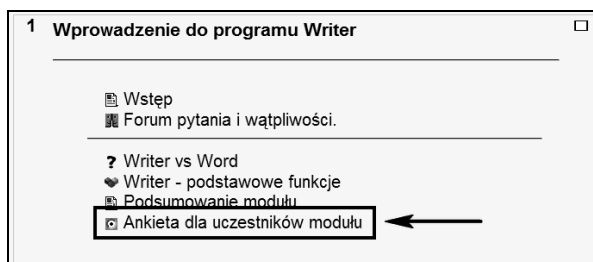 1 Wprowadzenie do programu Writer
Wstęp
Forum pytania i wątpliwości.
? Writer vs Word
Writer - podstawowe funkcje
Podsumowanie modułu
Ankieta dla uczestników modułu